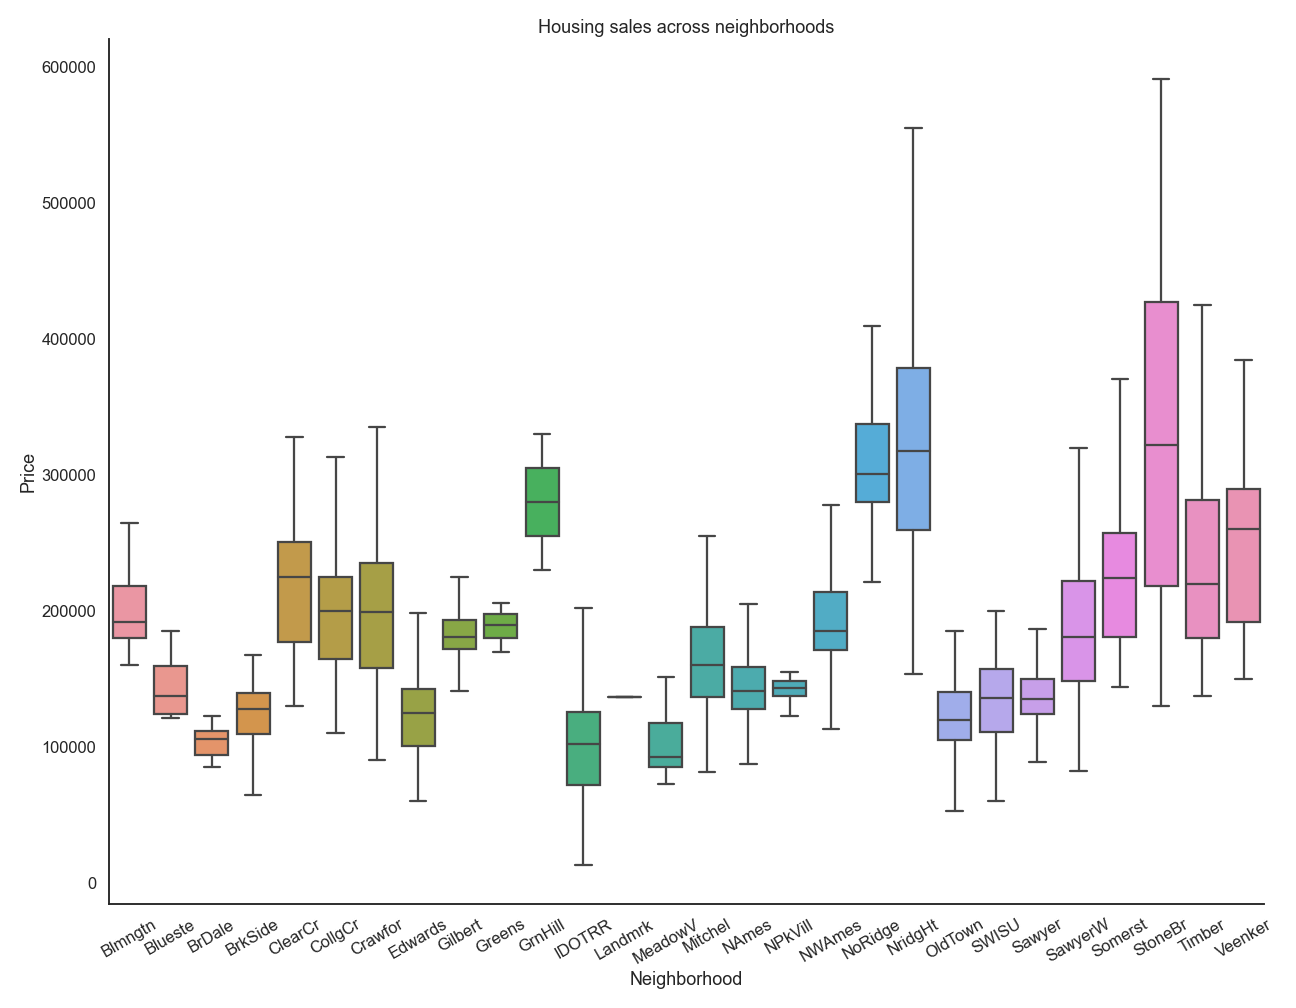 Housing sales across neighborhoods
600000
500000
400000
300000
200000
100000
0
Price
Blmngtn
Blueste
BrDale
BrkSide
ClearCr
CollgCr
Crawfor
Edwards
Gilbert
Greens
GrnHill
IDOTRR
Landmrk
MeadowV
Mitchel
NAmes
NPkVill
NWAmes
NoRidge
NridgHt
OldTown
SWISU
Sawyer
SawyerW
Somerst
StoneBr
Timber
Veenker
Neighborhood